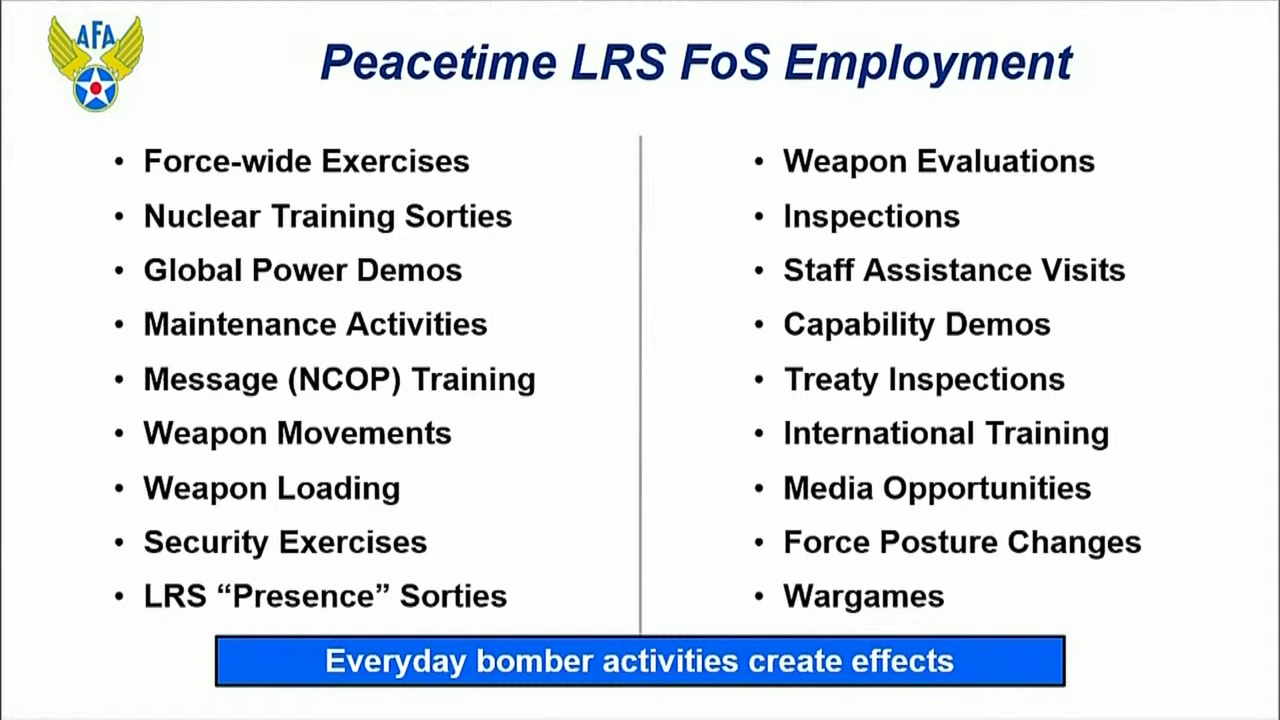 AFA
Peacetime LRS FoS Employment
• Force-wide Exercises
• Nuclear Training Sorties
• Global Power Demos
• Maintenance Activities
• Message (NCOP) Training
• Weapon Movements
• Weapon Loading
• Security Exercises
• LRS “Presence” Sorties
• Weapon Evaluations
• Inspections
• Staff Assistance Visits
• Capability Demos
• Treaty Inspections
• International Training
• Media Opportunities
• Force Posture Changes
• Wargames
Everyday bomber activities create effects